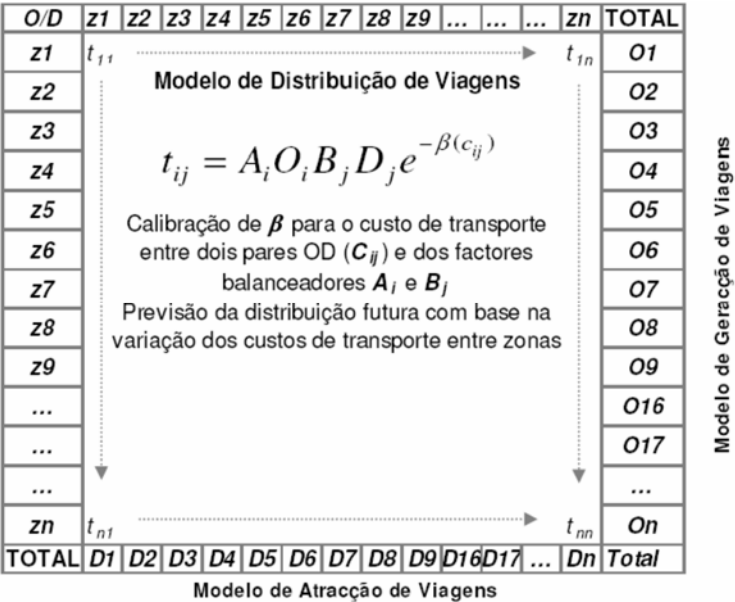 O/D z1 z2 z3 z4 z5 z6 z7 z8 z9 ... ... ... zn TOTAL
z1 t11 t1n O1
Modelo de Distribuição de Viagens
z2 O2
z3 O3
tij = AiOiBjDje^−β(cij)
z4 O4
z5 O5
Calibração de β para o custo de transporte
z6 entre dois pares OD (Cij) e dos factores O6
z7 balanceadores Ai e Bj O7
Previsão da distribuição futura com base na
z8 O8
variação dos custos de transporte entre zonas
z9 O9
... O16
... O17
... ...
zn tn1 tnn On
TOTAL D1 D2 D3 D4 D5 D6 D7 D8 D9 D16 D17 ... Dn Total
Modelo de Atracção de Viagens
Modelo de Geracção de Viagens